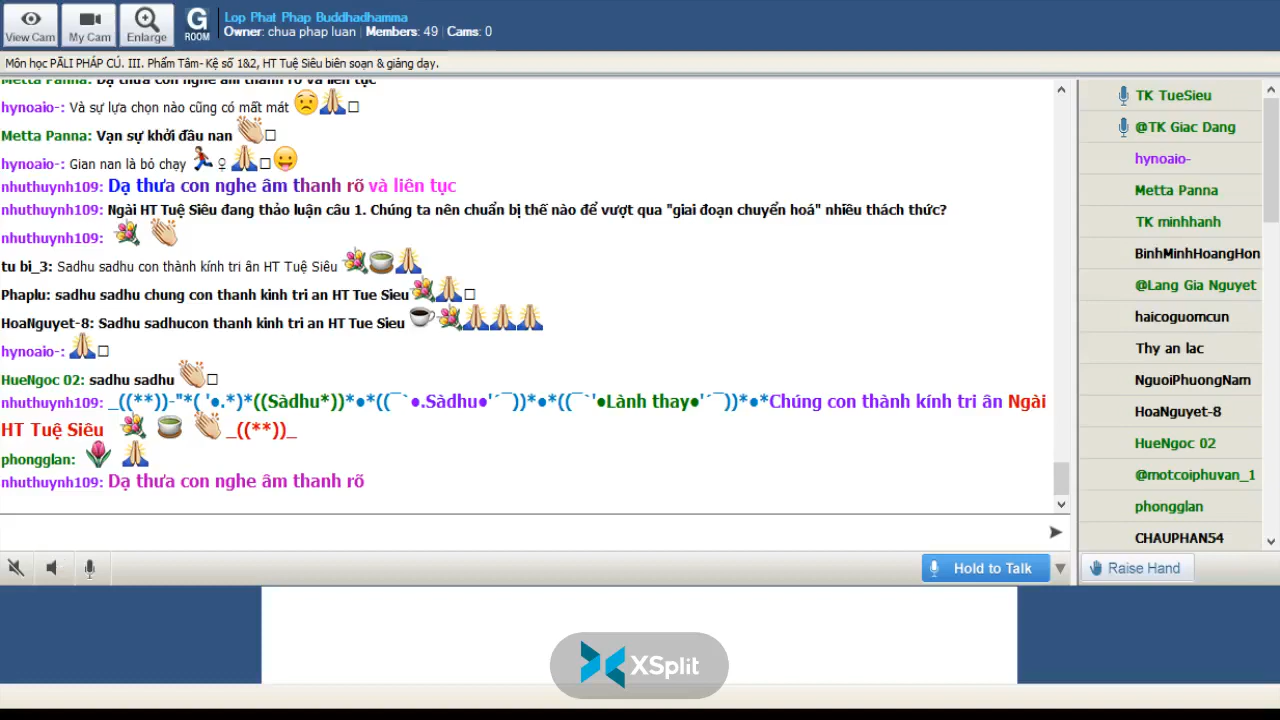 Lop Phat Phap Buddhadhamma
Owner: chua phap luan | Members: 49 | Cams: 0
View Cam
My Cam
Enlarge
G
ROOM
Môn học PĀLI PHÁP CÚ. III. Phẩm Tâm- Kệ số 1&2, HT Tuệ Siêu biên soạn & giảng dạy.
Metta Panna: Dạ thưa con nghe âm thanh rõ và liên tục
hynoaio-: Và sự lựa chọn nào cũng có mất mát
Metta Panna: Vạn sự khởi đầu nan
hynoaio-: Gian nan là bỏ chạy ♀
nhuthuynh109: Dạ thưa con nghe âm thanh rõ và liên tục
nhuthuynh109: Ngài HT Tuệ Siêu đang thảo luận câu 1. Chúng ta nên chuẩn bị thế nào để vượt qua "giai đoạn chuyển hoá" nhiều thách thức?
nhuthuynh109:
tu bi_3: Sadhu sadhu con thành kính tri ân HT Tuệ Siêu
Phaplu: sadhu sadhu chung con thanh kinh tri an HT Tue Sieu
HoaNguyet-8: Sadhu sadhucon thanh kinh tri an HT Tue Sieu
hynoaio-:
HueNgoc 02: sadhu sadhu
nhuthuynh109: _((**))-"*( '●.*)*((Sàdhu*))*●*((¯`●.Sàdhu●'´¯))*●*●*((¯`'●Lành thay●'´¯))*●*Chúng con thành kính tri ân Ngài
HT Tuệ Siêu _((**))_
phongglan:
nhuthuynh109: Dạ thưa con nghe âm thanh rõ
TK TueSieu
@TK Giac Dang
hynoaio-
Metta Panna
TK minhhanh
BinhMinhHoangHon
@Lang Gia Nguyet
haicoguomcun
Thy an lac
NguoiPhuongNam
HoaNguyet-8
HueNgoc 02
@motcoiphuvan_1
phongglan
CHAUPHAN54
Hold to Talk
Raise Hand
XSplit